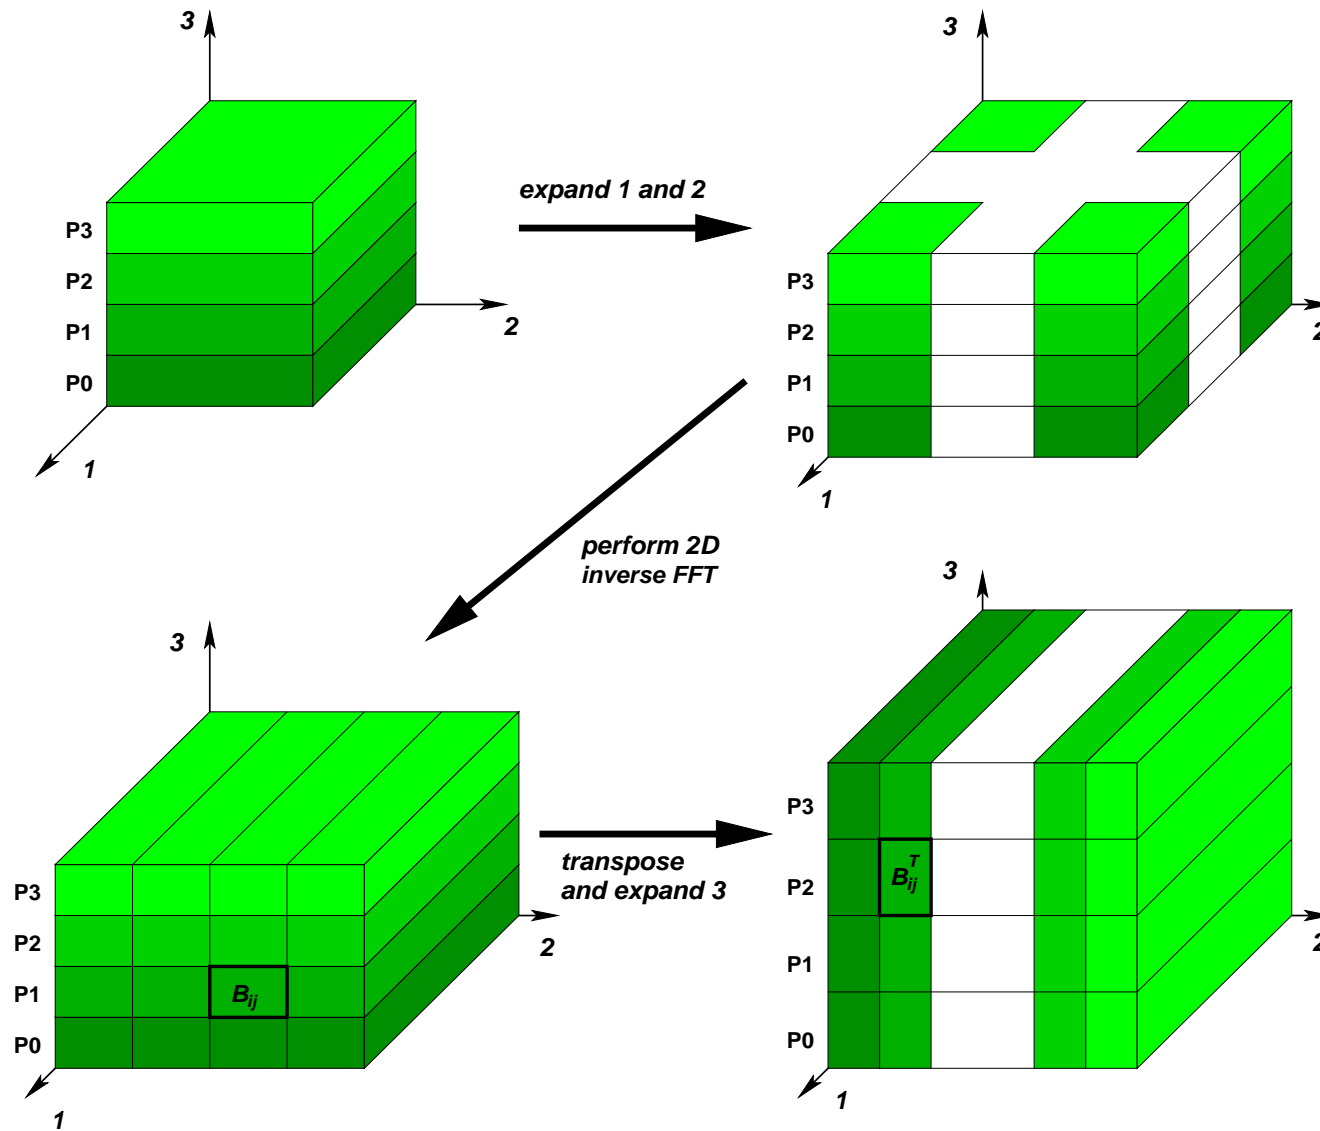 3
P3
P2
P1
P0
2
1
expand 1 and 2
3
P3
P2
P1
P0
2
1
perform 2D
inverse FFT
3
P3
P2
P1
P0
B_ij
2
1
transpose
and expand 3
3
P3
P2
P1
P0
B_ij^T
2
1